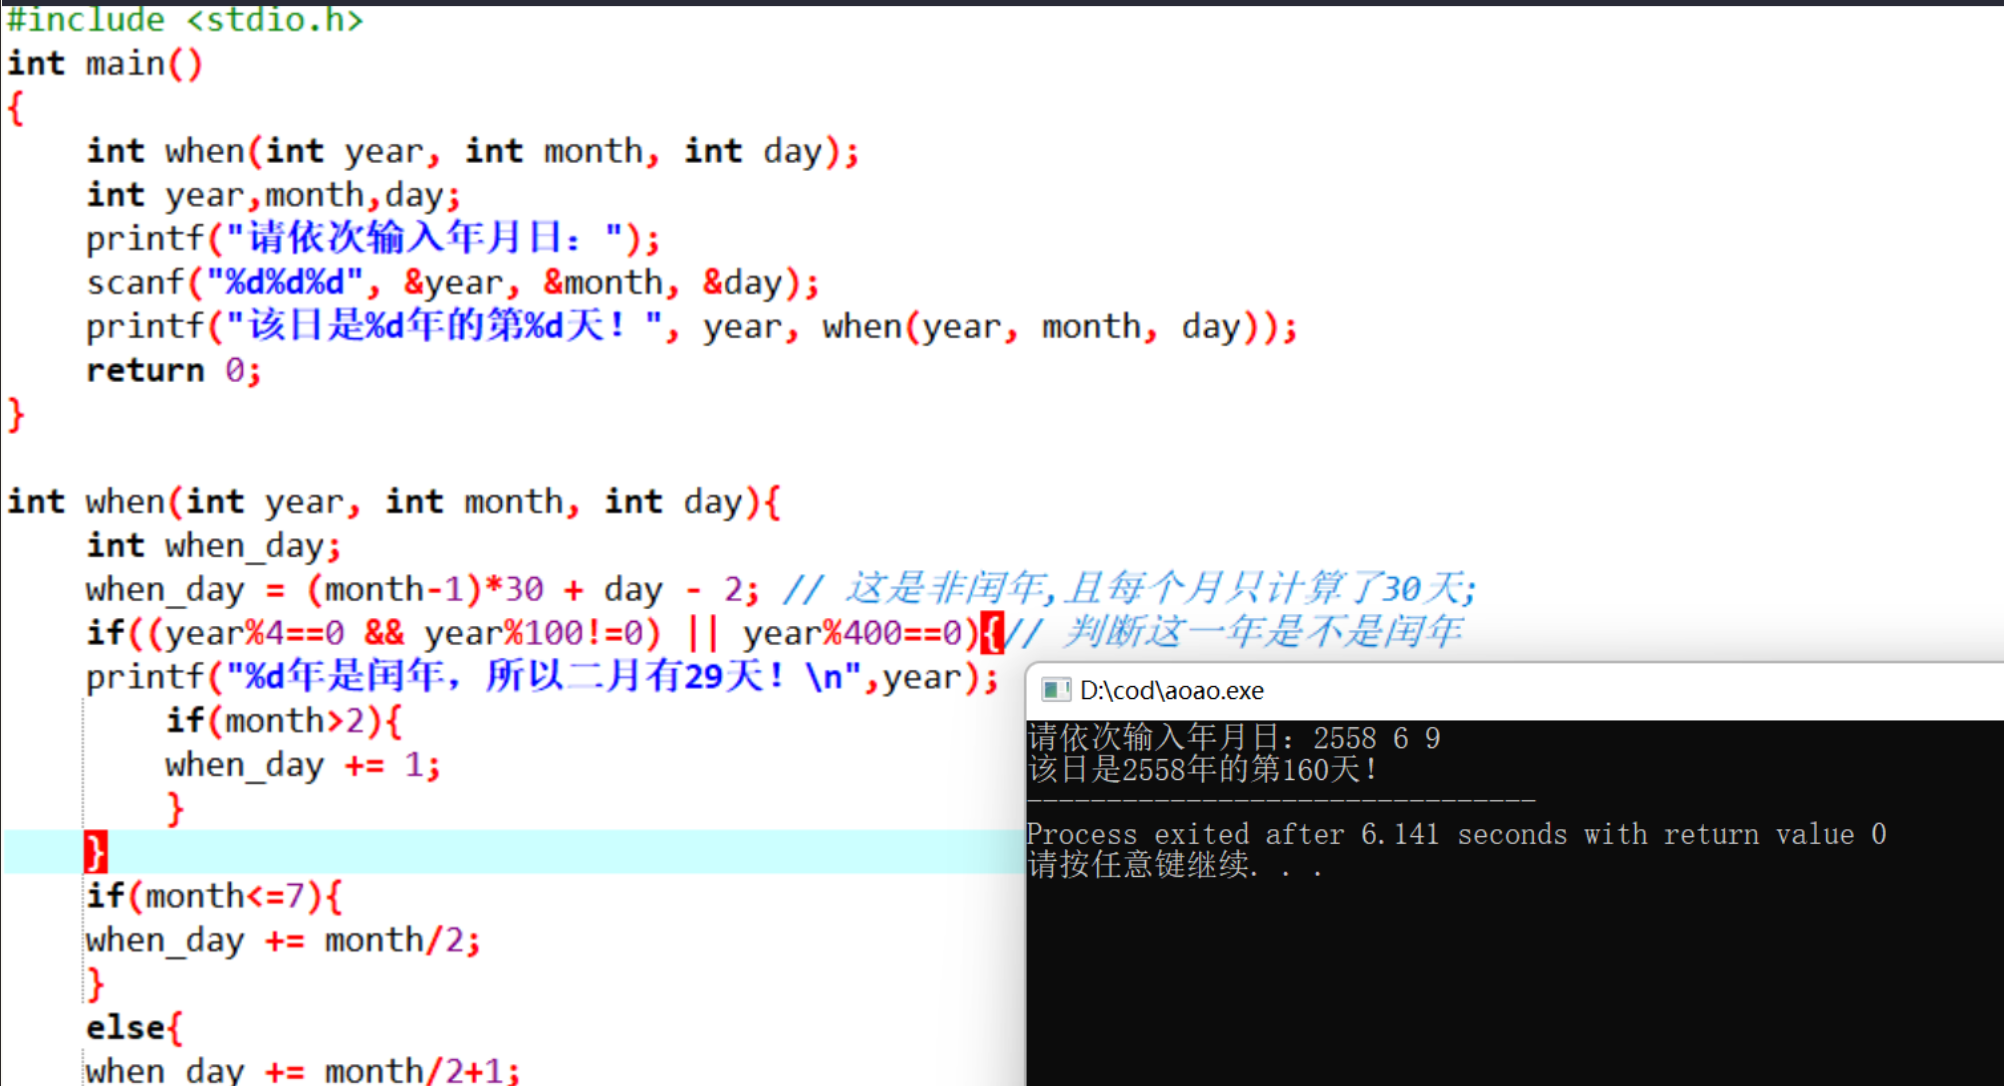 #include <stdio.h>
int main()
{
    int when(int year, int month, int day);
    int year,month,day;
    printf("请依次输入年月日：");
    scanf("%d%d%d", &year, &month, &day);
    printf("该日是%d年的第%d天！", year, when(year, month, day));
    return 0;
}
int when(int year, int month, int day){
    int when_day;
    when_day = (month-1)*30 + day - 2; // 这是非闰年,且每个月只计算了30天;
    if((year%4==0 && year%100!=0) || year%400==0){// 判断这一年是不是闰年
    printf("%d年是闰年，所以二月有29天！\n",year);
        if(month>2){
        when_day += 1;
        }
    }
    if(month<=7){
    when_day += month/2;
    }
    else{
    when_day += month/2+1;
D:\cod\aoao.exe
请依次输入年月日：2558 6 9
该日是2558年的第160天！
--------------------------------
Process exited after 6.141 seconds with return value 0
请按任意键继续. . .